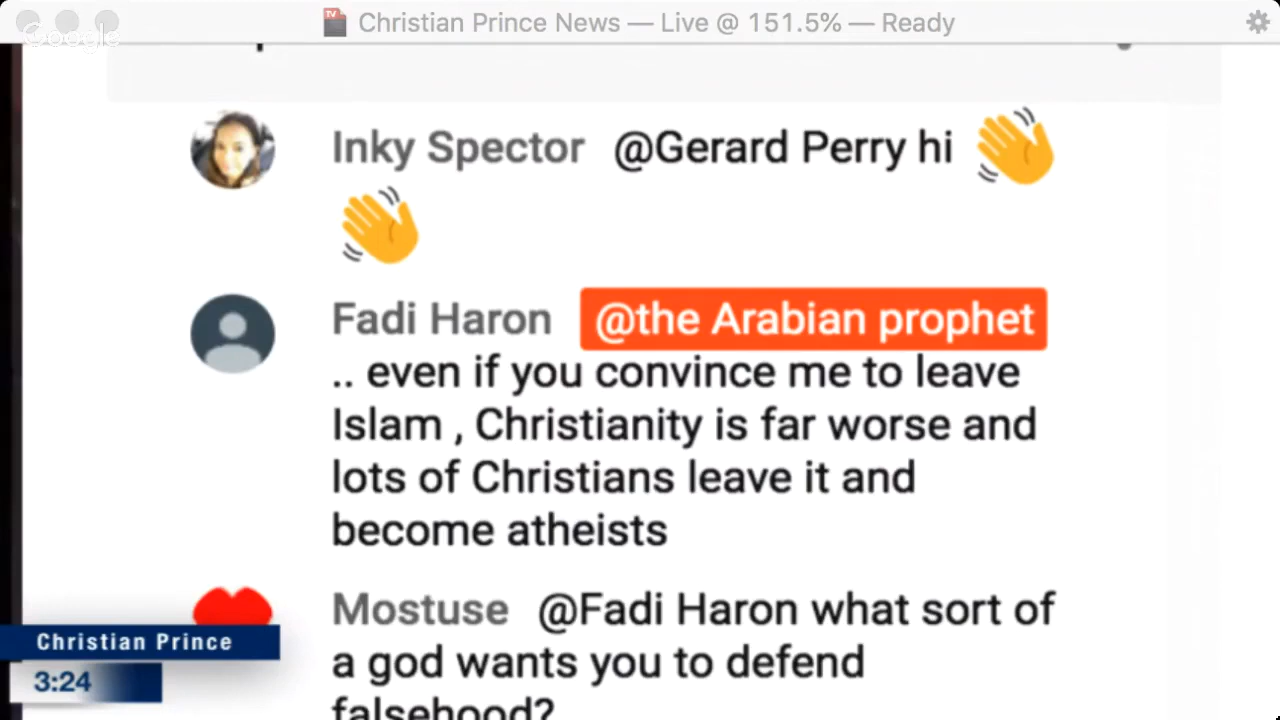 Christian Prince News — Live @ 151.5% — Ready
Google
Inky Spector @Gerard Perry hi 👋
👋
Fadi Haron @the Arabian prophet
.. even if you convince me to leave
Islam , Christianity is far worse and
lots of Christians leave it and
become atheists
Mostuse @Fadi Haron what sort of
a god wants you to defend
falsehood?
Christian Prince
3:24